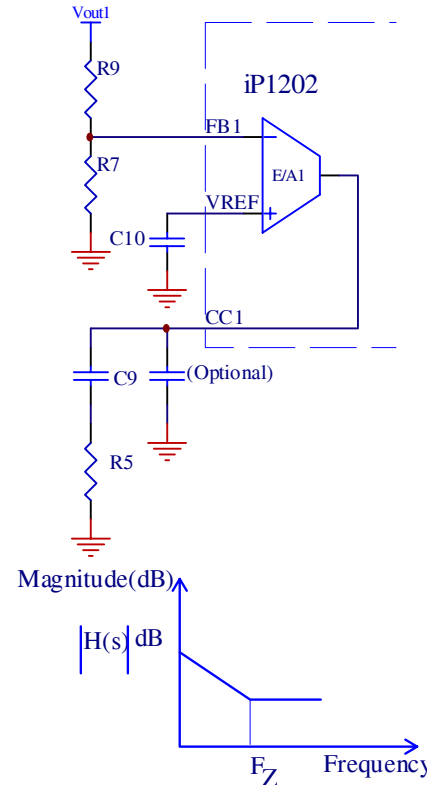 Vout1
R9
iP1202
FB1
R7
E/A1
VREF
C10
CC1
C9
(Optional)
R5
Magnitude(dB)
|H(s)| dB
FZ
Frequency